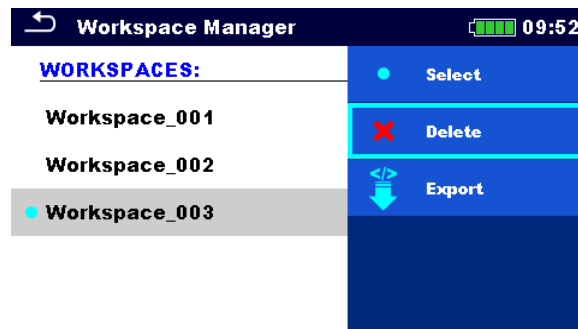 Workspace Manager 09:52
WORKSPACES:
Select
Workspace_001
Delete
Workspace_002
Export
Workspace_003